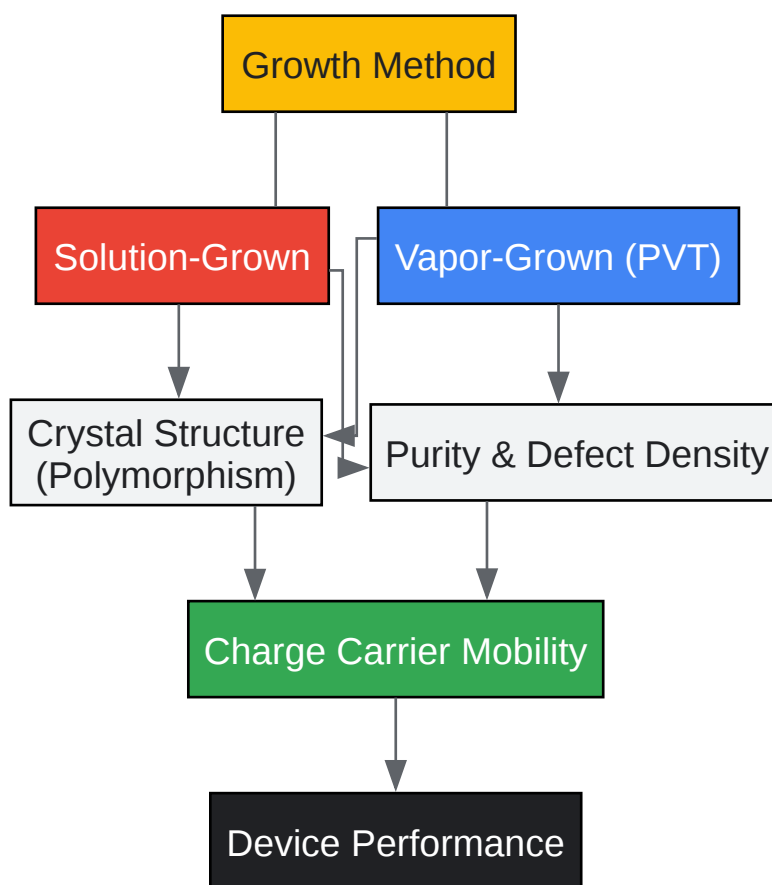 Growth Method
Solution-Grown
Vapor-Grown (PVT)
Crystal Structure
(Polymorphism)
Purity & Defect Density
Charge Carrier Mobility
Device Performance